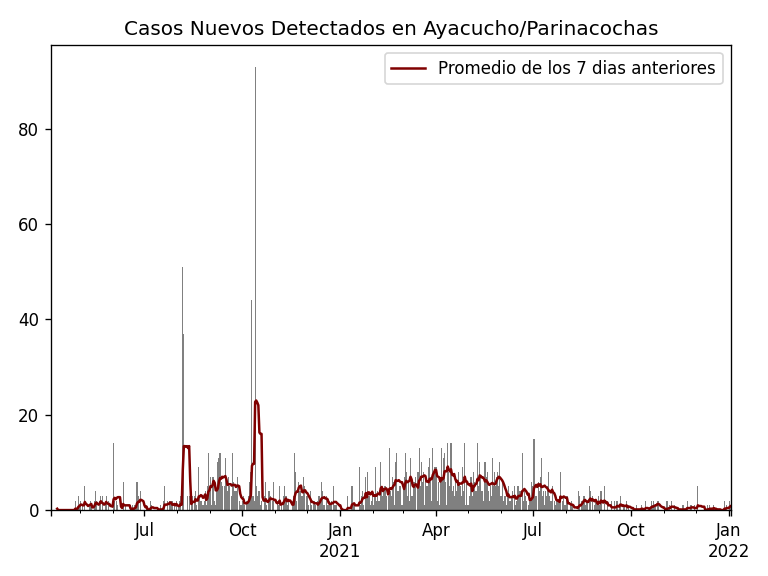 Casos Nuevos Detectados en Ayacucho/Parinacochas
Promedio de los 7 dias anteriores
80
60
40
20
0
Jul Oct Jan Apr Jul Oct Jan
2021 2022